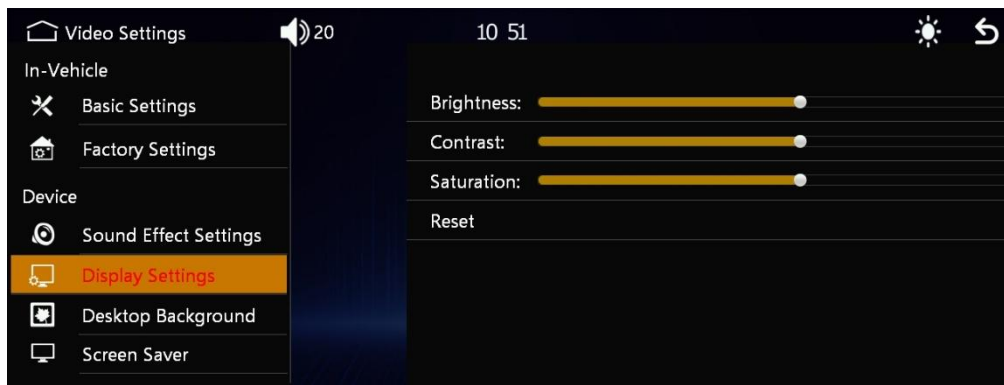 Video Settings 20 10 51
In-Vehicle
Basic Settings
Factory Settings
Device
Sound Effect Settings
Display Settings
Desktop Background
Screen Saver
Brightness:
Contrast:
Saturation:
Reset